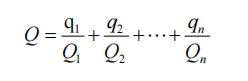 Q = q₁/Q₁ + q₂/Q₂ + ··· + qₙ/Qₙ